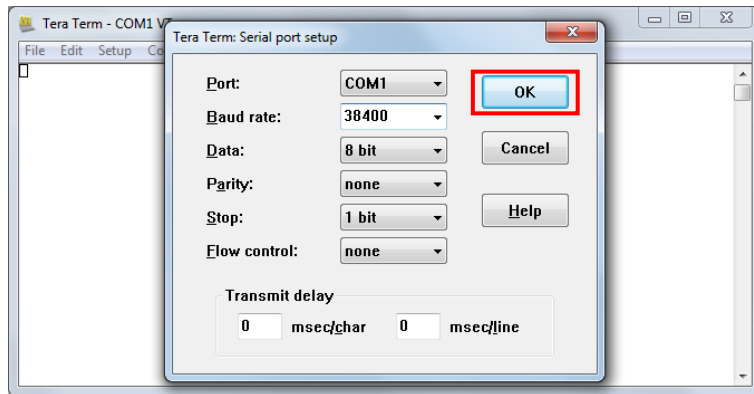 Tera Term - COM1 V
Tera Term: Serial port setup
File Edit Setup Co
Port: COM1 OK
Baud rate: 38400
Data: 8 bit Cancel
Parity: none
Stop: 1 bit Help
Flow control: none
Transmit delay
0 msec/char 0 msec/line